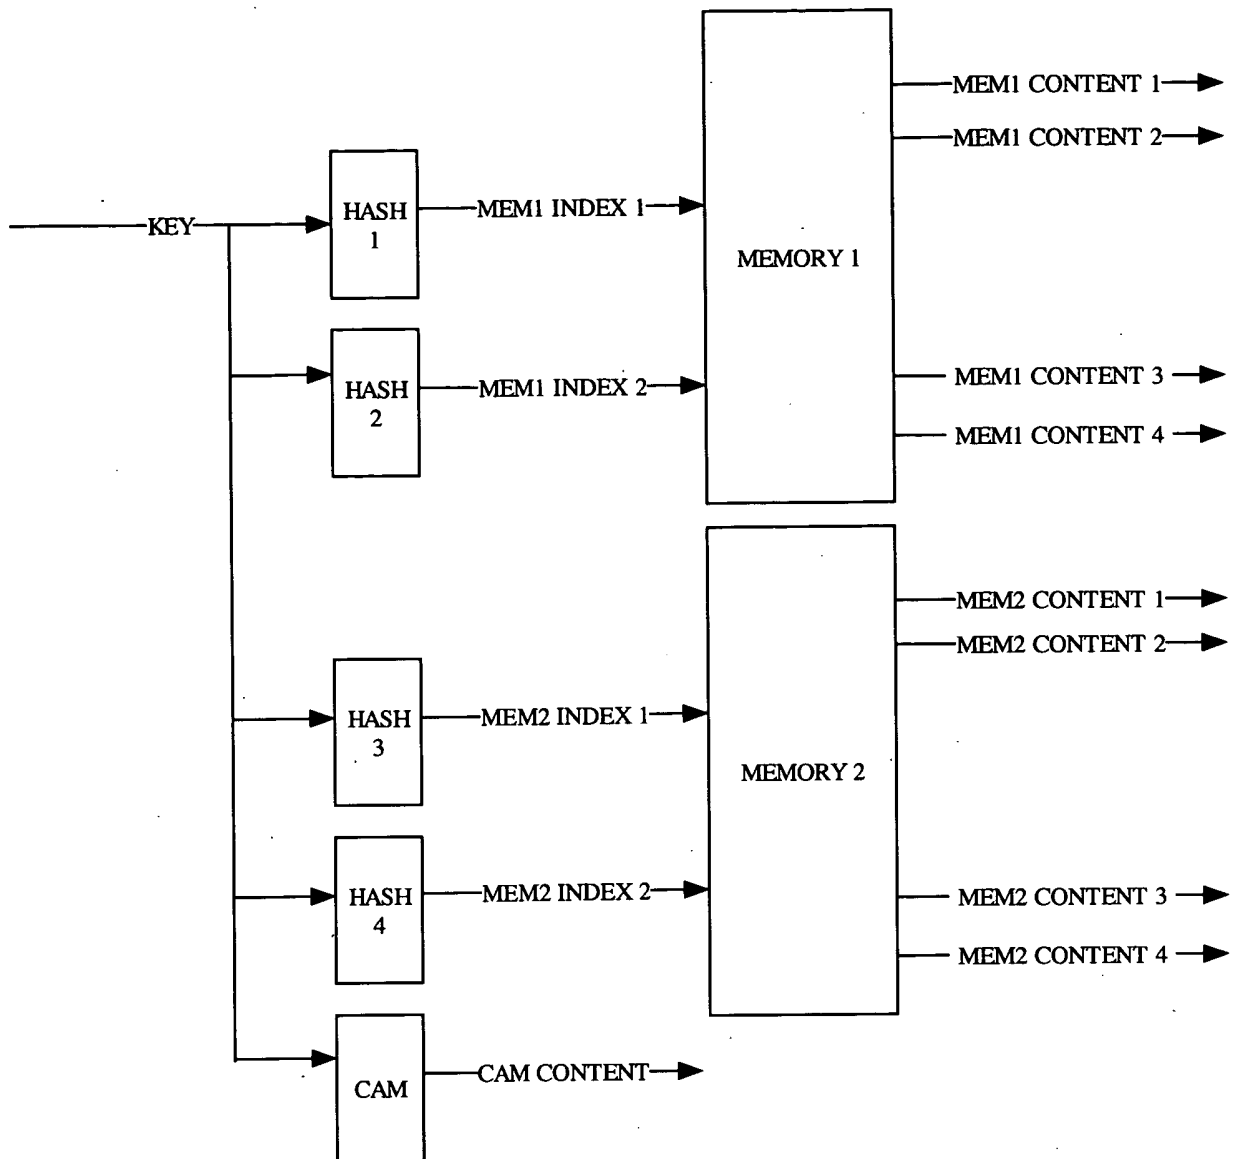 MEM1 CONTENT 1
MEM1 CONTENT 2
KEY
HASH
1
MEM1 INDEX 1
MEMORY 1
HASH
2
MEM1 INDEX 2
MEM1 CONTENT 3
MEM1 CONTENT 4
MEM2 CONTENT 1
MEM2 CONTENT 2
HASH
3
MEM2 INDEX 1
MEMORY 2
HASH
4
MEM2 INDEX 2
MEM2 CONTENT 3
MEM2 CONTENT 4
CAM
CAM CONTENT